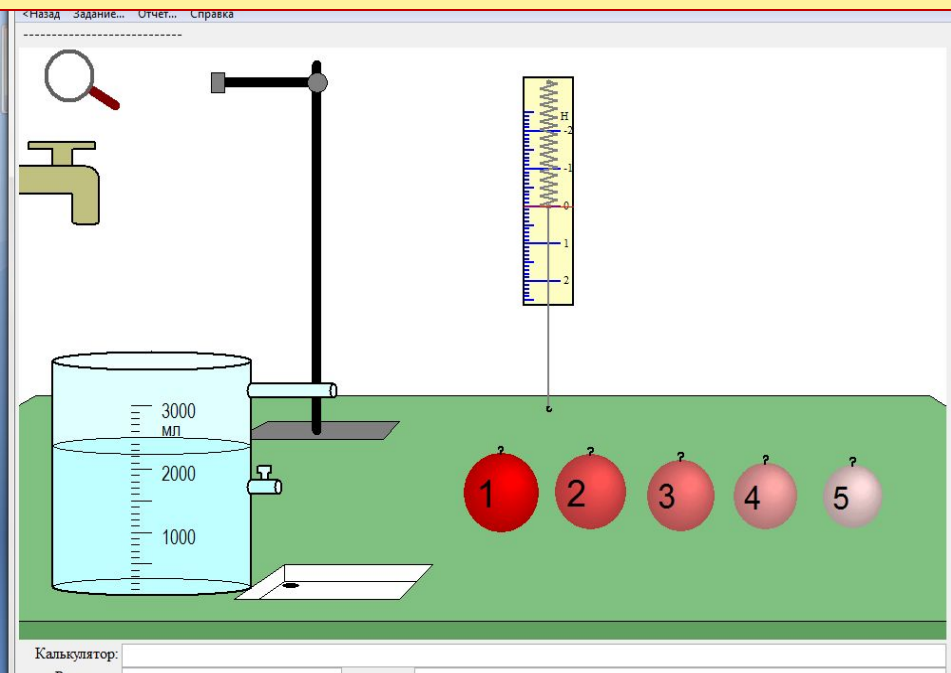 <Назад Задание... Отчет... Справка
----------------------------
Н
-2
-1
0
1
2
3000
МЛ
2000
1000
1 2 3 4 5
Калькулятор: